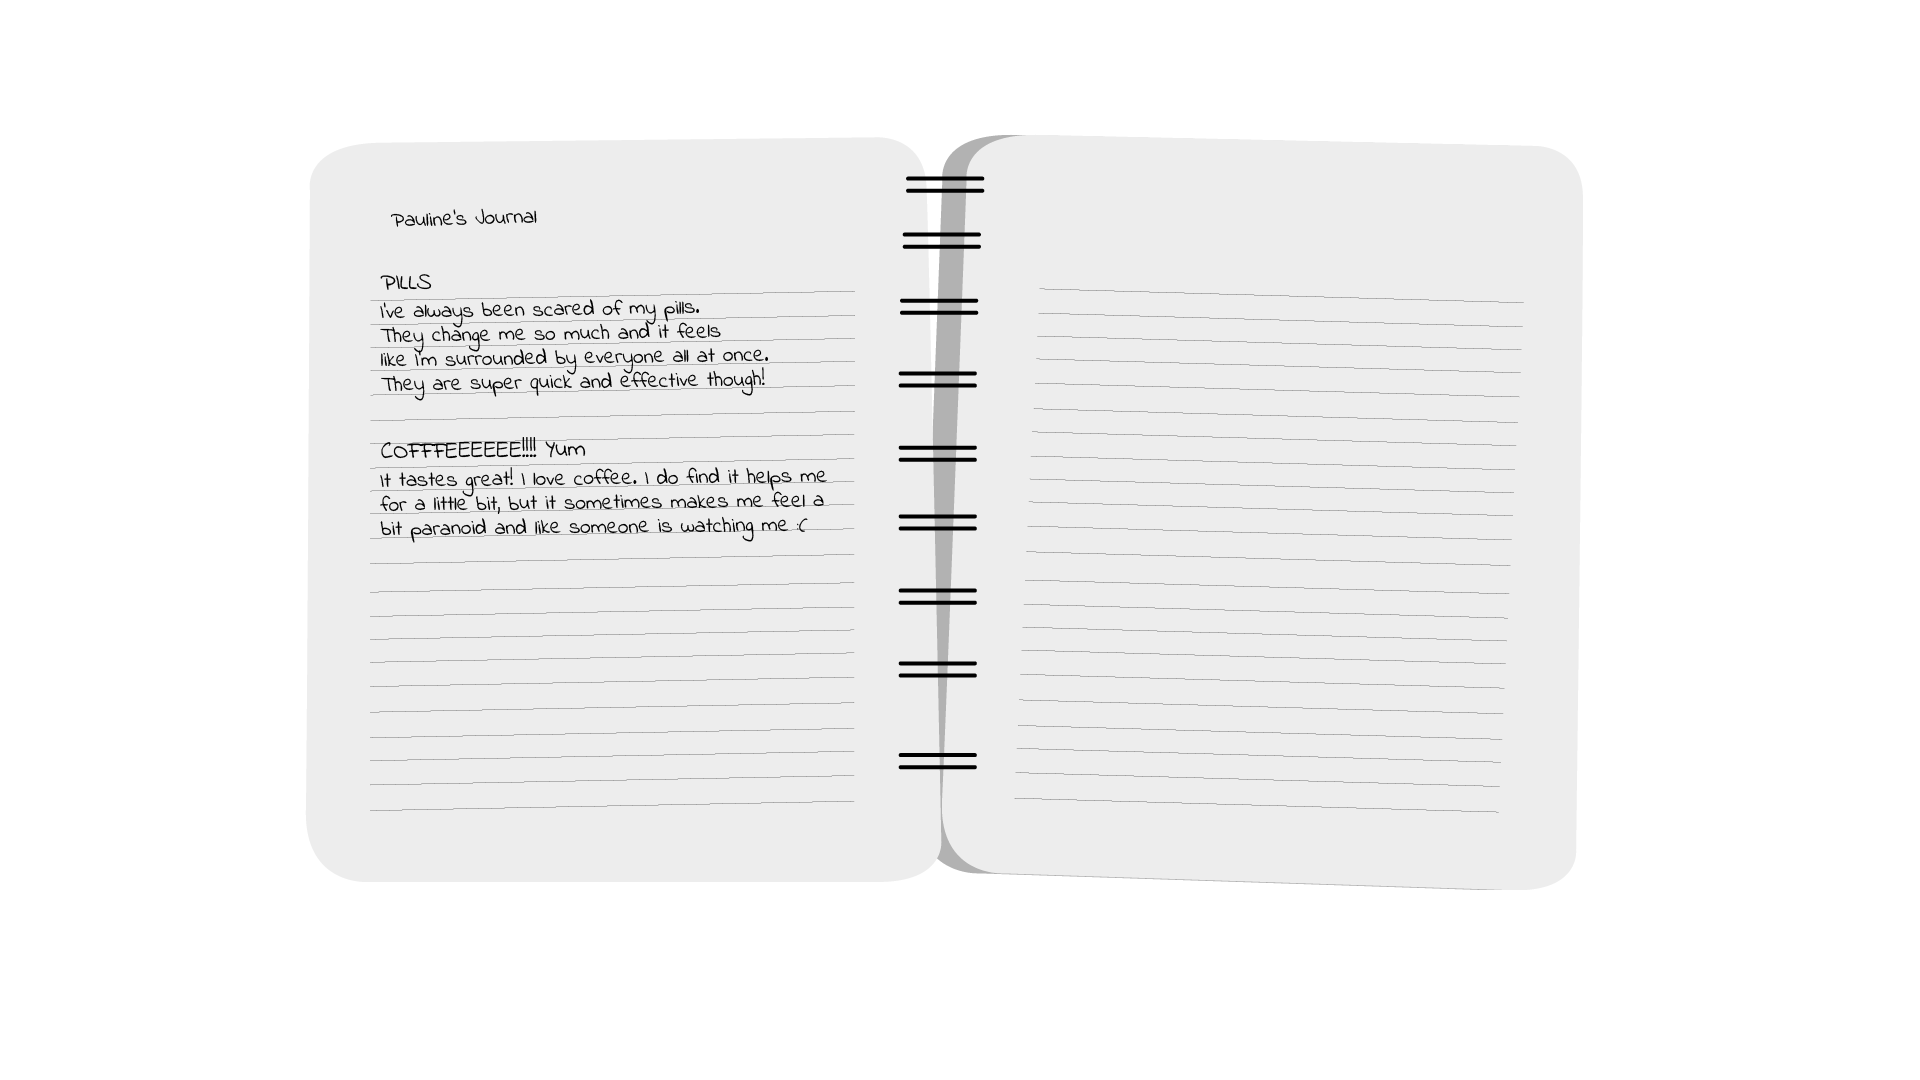 Pauline's Journal
PILLS
I've always been scared of my pills.
They change me so much and it feels
like I'm surrounded by everyone all at once.
They are super quick and effective though!
COFFFEEEEEE!!!! Yum
It tastes great! I love coffee. I do find it helps me
for a little bit, but it sometimes makes me feel a
bit paranoid and like someone is watching me :(